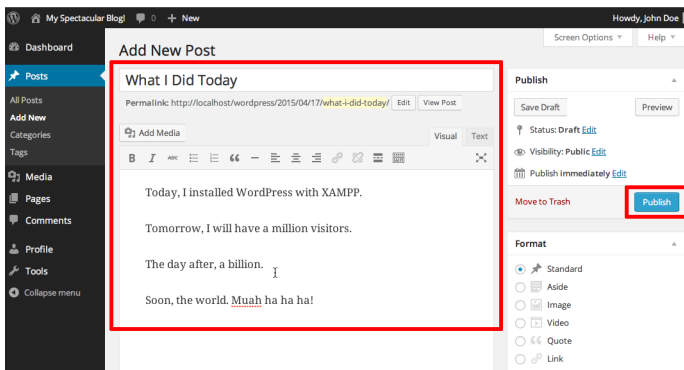 My Spectacular Blog! 0 + New Howdy, John Doe
Screen Options Help
Dashboard
Posts
All Posts
Add New
Categories
Tags
Media
Pages
Comments
Profile
Tools
Collapse menu
Add New Post
What I Did Today
Permalink: http://localhost/wordpress/2015/04/17/what-i-did-today/ Edit View Post
Add Media Visual Text
B I ABC
Today, I installed WordPress with XAMPP.
Tomorrow, I will have a million visitors.
The day after, a billion.
Soon, the world. Muah ha ha ha!
Publish
Save Draft Preview
Status: Draft Edit
Visibility: Public Edit
Publish immediately Edit
Move to Trash Publish
Format
Standard
Aside
Image
Video
Quote
Link